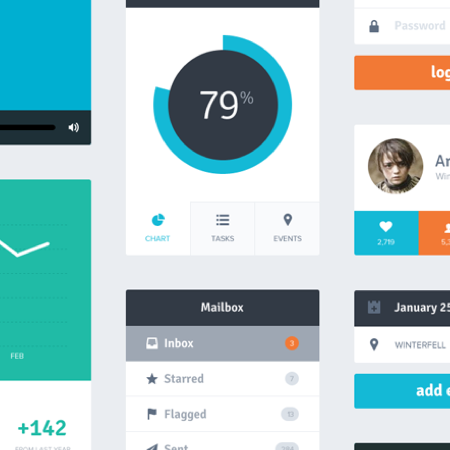 79%
CHART
TASKS
EVENTS
Mailbox
Inbox 3
Starred 7
Flagged 13
Sent
FEB
+142
FROM LAST YEAR
Password
log
Ar
Win
2,719
5,
January 25
WINTERFELL
add e